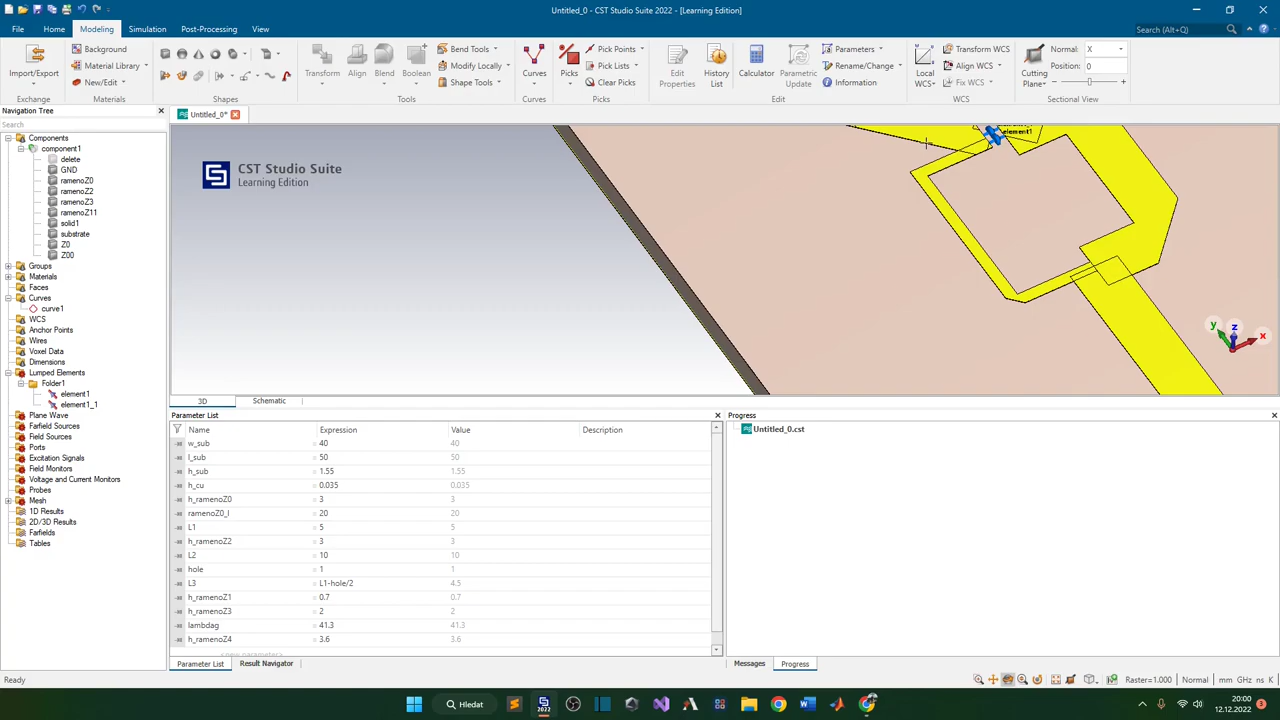 Untitled_0 - CST Studio Suite 2022 - [Learning Edition]
File Home Modeling Simulation Post-Processing View Search (Alt+Q)
Import/Export
Exchange
Background
Material Library
New/Edit
Materials
Shapes
Transform Align Blend Boolean
Bend Tools
Modify Locally
Shape Tools
Tools
Curves
Curves
Picks
Pick Points
Pick Lists
Clear Picks
Picks
Edit Properties
History List
Calculator
Parametric Update
Parameters
Rename/Change
Information
Edit
Local WCS
Transform WCS
Align WCS
Fix WCS
WCS
Cutting Plane
Normal: X
Position: 0
Sectional View
Navigation Tree
Search
Components
component1
delete
GND
ramenoZ0
ramenoZ2
ramenoZ3
ramenoZ11
solid1
substrate
Z0
Z00
Groups
Materials
Faces
Curves
curve1
WCS
Anchor Points
Wires
Voxel Data
Dimensions
Lumped Elements
Folder1
element1
element1_1
Plane Wave
Farfield Sources
Field Sources
Ports
Excitation Signals
Field Monitors
Voltage and Current Monitors
Probes
Mesh
1D Results
2D/3D Results
Farfields
Tables
Untitled_0*
CST Studio Suite
Learning Edition
element1
y z x
3D Schematic
Parameter List
Name Expression Value Description
w_sub = 40 40
l_sub = 50 50
h_sub = 1.55 1.55
h_cu = 0.035 0.035
h_ramenoZ0 = 3 3
ramenoZ0_l = 20 20
L1 = 5 5
h_ramenoZ2 = 3 3
L2 = 10 10
hole = 1 1
L3 = L1-hole/2 4.5
h_ramenoZ1 = 0.7 0.7
h_ramenoZ3 = 2 2
lambdag = 41.3 41.3
h_ramenoZ4 = 3.6 3.6
<new parameter>
Parameter List Result Navigator
Progress
Untitled_0.cst
Messages Progress
Ready
Raster=1.000 Normal mm GHz ns K
Hledat
20:00
12.12.2022